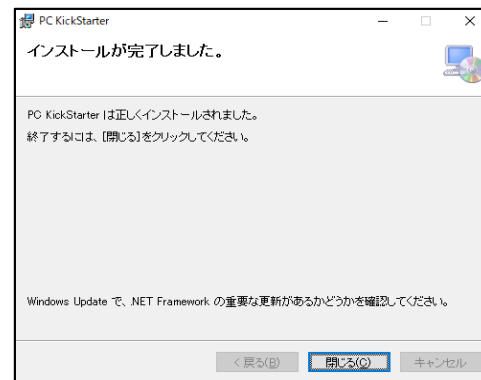 PC KickStarter
インストールが完了しました。
PC KickStarter は正しくインストールされました。
終了するには、[閉じる]をクリックしてください。
Windows Update で、.NET Framework の重要な更新があるかどうかを確認してください。
< 戻る(B)
閉じる(C)
キャンセル